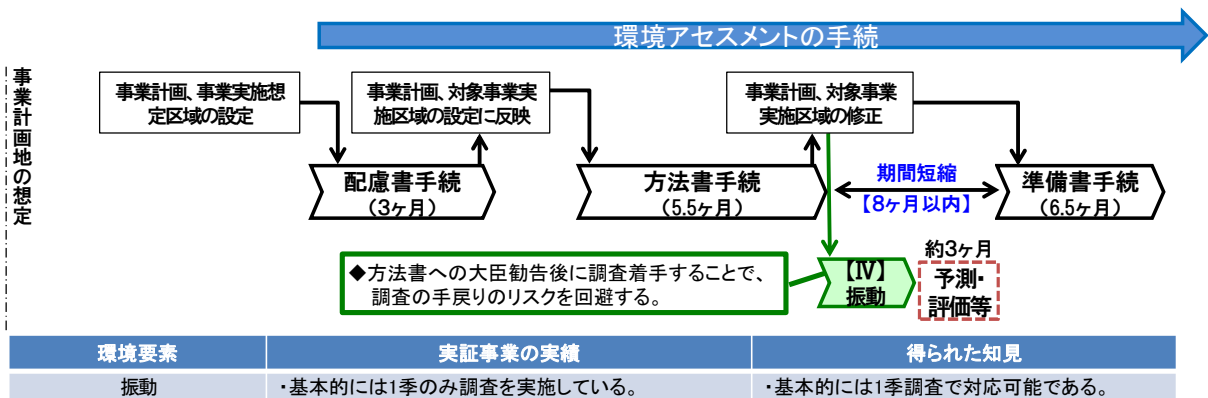 環境アセスメントの手続
事業計画地の想定
事業計画、事業実施想
定区域の設定
事業計画、対象事業実
施区域の設定に反映
事業計画、対象事業
実施区域の修正
配慮書手続
(3ヶ月)
方法書手続
(5.5ヶ月)
期間短縮
【8ヶ月以内】
準備書手続
(6.5ヶ月)
◆方法書への大臣勧告後に調査着手することで、
調査の手戻りのリスクを回避する。
【Ⅳ】
振動
約3ヶ月
予測・
評価等
環境要素 実証事業の実績 得られた知見
振動 ・基本的には1季のみ調査を実施している。 ・基本的には1季調査で対応可能である。